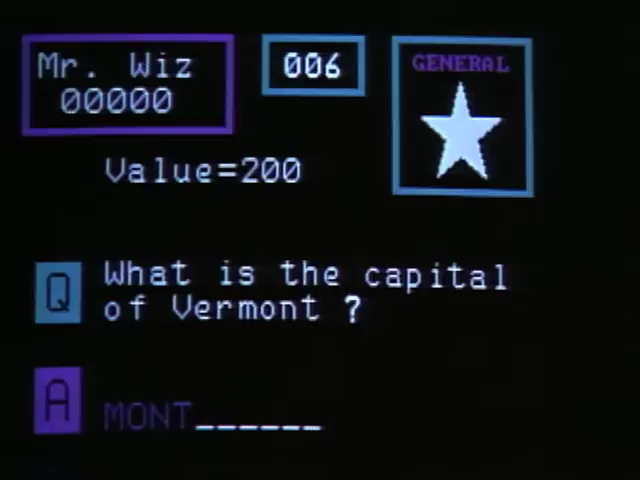 Mr. Wiz
00000
006
GENERAL
Value=200
Q
What is the capital
of Vermont ?
A
MONT______